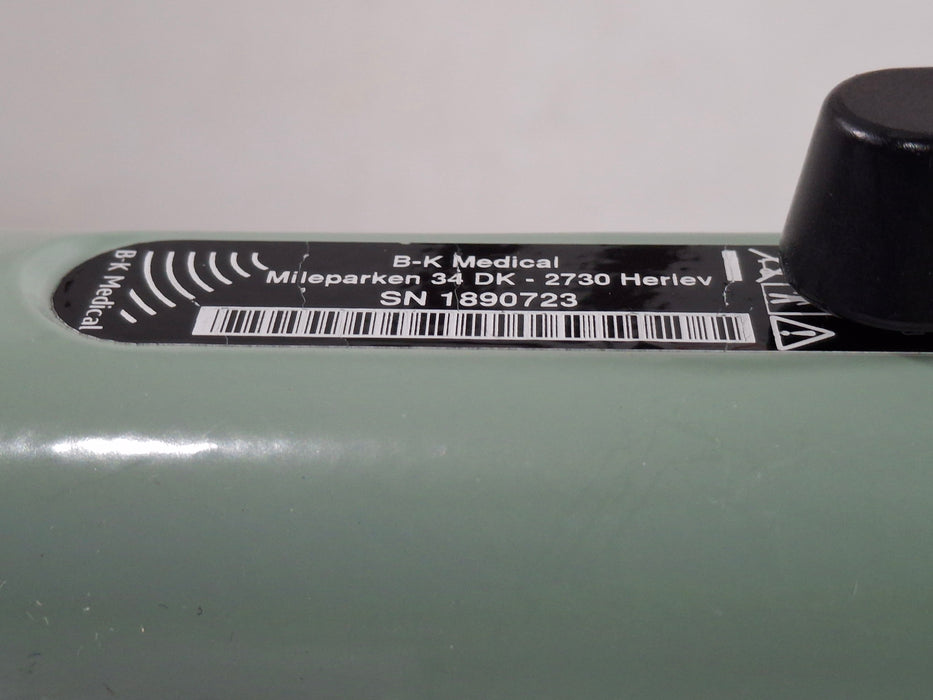 B-K Medical
B-K Medical
Mileparken 34 DK - 2730 Herlev
SN 1890723